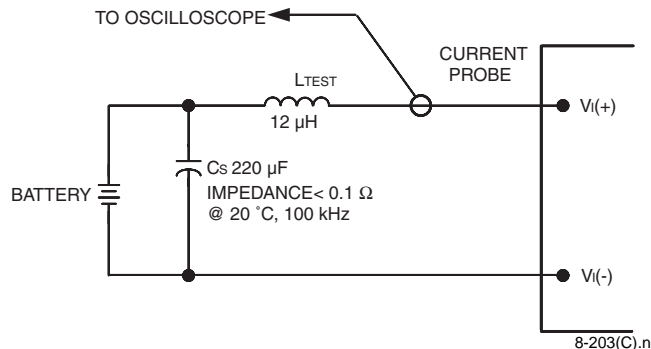 TO OSCILLOSCOPE
CURRENT
PROBE
LTEST
12 µH
VI(+)
CS 220 µF
IMPEDANCE< 0.1 Ω
@ 20 ˚C, 100 kHz
BATTERY
VI(-)
8-203(C).n